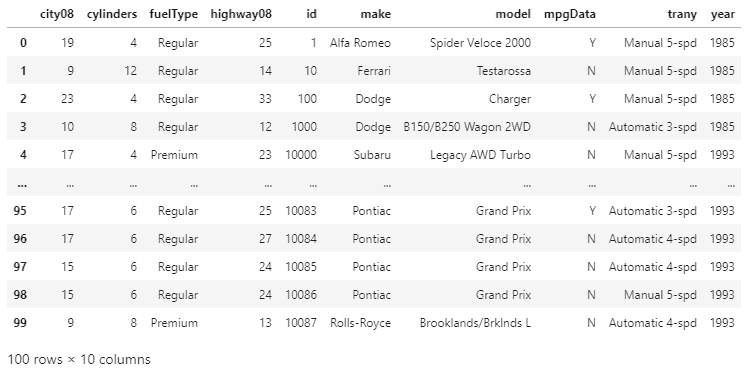 city08 cylinders fuelType highway08 id make model mpgData trany year
0 19 4 Regular 25 1 Alfa Romeo Spider Veloce 2000 Y Manual 5-spd 1985
1 9 12 Regular 14 10 Ferrari Testarossa N Manual 5-spd 1985
2 23 4 Regular 33 100 Dodge Charger Y Manual 5-spd 1985
3 10 8 Regular 12 1000 Dodge B150/B250 Wagon 2WD N Automatic 3-spd 1985
4 17 4 Premium 23 10000 Subaru Legacy AWD Turbo N Manual 5-spd 1993
... ... ... ... ... ... ... ... ... ... ...
95 17 6 Regular 25 10083 Pontiac Grand Prix Y Automatic 3-spd 1993
96 17 6 Regular 27 10084 Pontiac Grand Prix N Automatic 4-spd 1993
97 15 6 Regular 24 10085 Pontiac Grand Prix N Automatic 4-spd 1993
98 15 6 Regular 24 10086 Pontiac Grand Prix N Manual 5-spd 1993
99 9 8 Premium 13 10087 Rolls-Royce Brooklands/Brklnds L N Automatic 4-spd 1993
100 rows × 10 columns